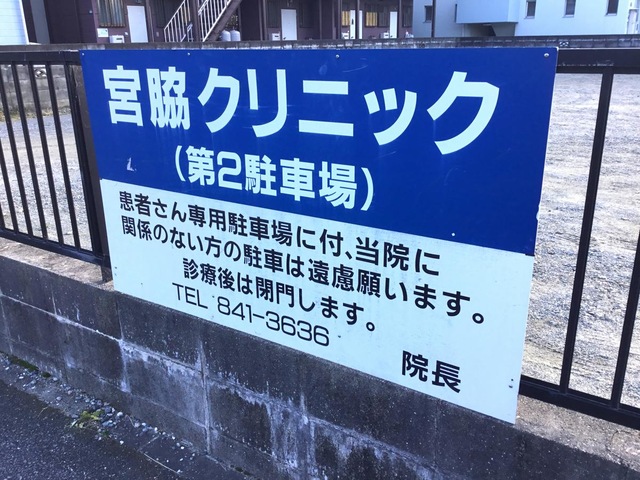 宮脇クリニック
(第2駐車場)
患者さん専用駐車場に付、当院に
関係のない方の駐車は遠慮願います。
診療後は閉門します。
TEL 841-3636
院長